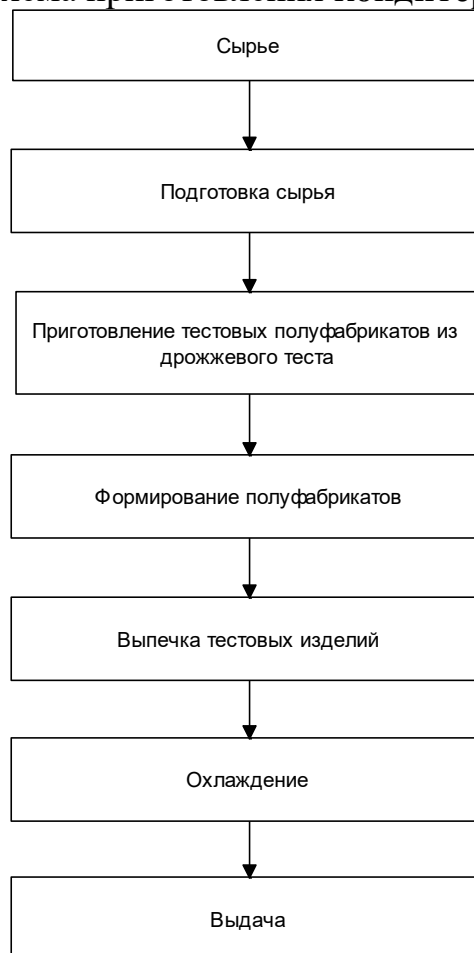 Сырье
Подготовка сырья
Приготовление тестовых полуфабрикатов из
дрожжевого теста
Формирование полуфабрикатов
Выпечка тестовых изделий
Охлаждение
Выдача